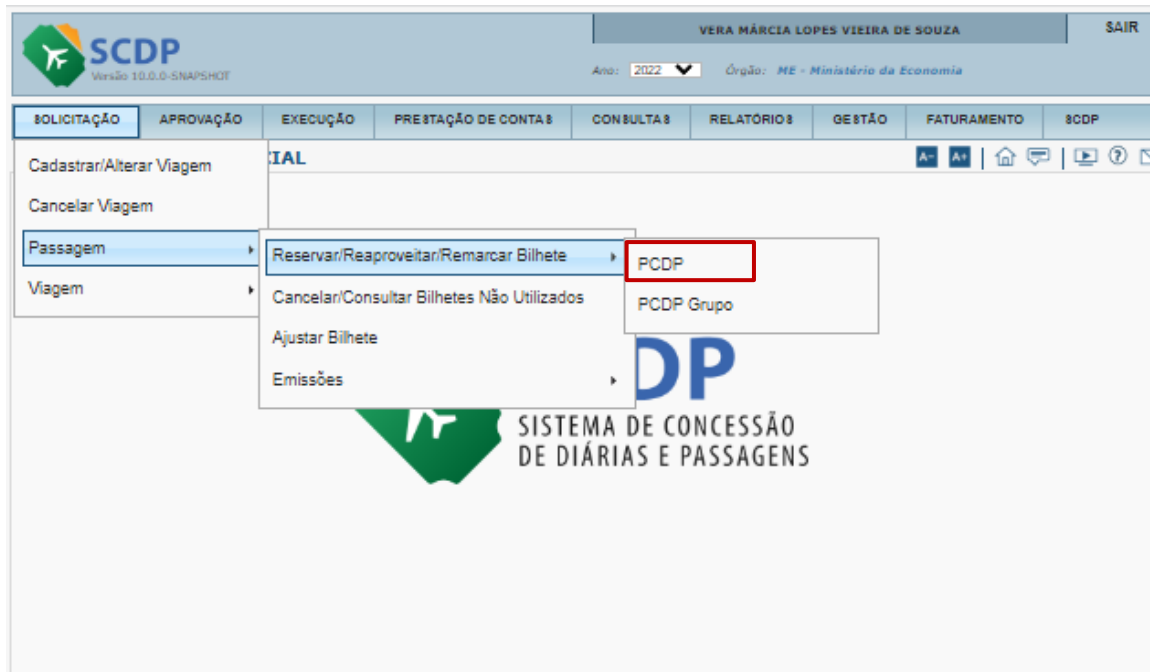 VERA MÁRCIA LOPES VIEIRA DE SOUZA
SAIR
SCDP
Versão 10.0.0-SNAPSHOT
Ano: 2022 Órgão: ME - Ministério da Economia
SOLICITAÇÃO APROVAÇÃO EXECUÇÃO PRESTAÇÃO DE CONTAS CONSULTAS RELATÓRIOS GESTÃO FATURAMENTO SCDP
CIAL
A- A+
Cadastrar/Alterar Viagem
Cancelar Viagem
Passagem
Viagem
Reservar/Reaproveitar/Remarcar Bilhete
Cancelar/Consultar Bilhetes Não Utilizados
Ajustar Bilhete
Emissões
PCDP
PCDP Grupo
DP
SISTEMA DE CONCESSÃO
DE DIÁRIAS E PASSAGENS